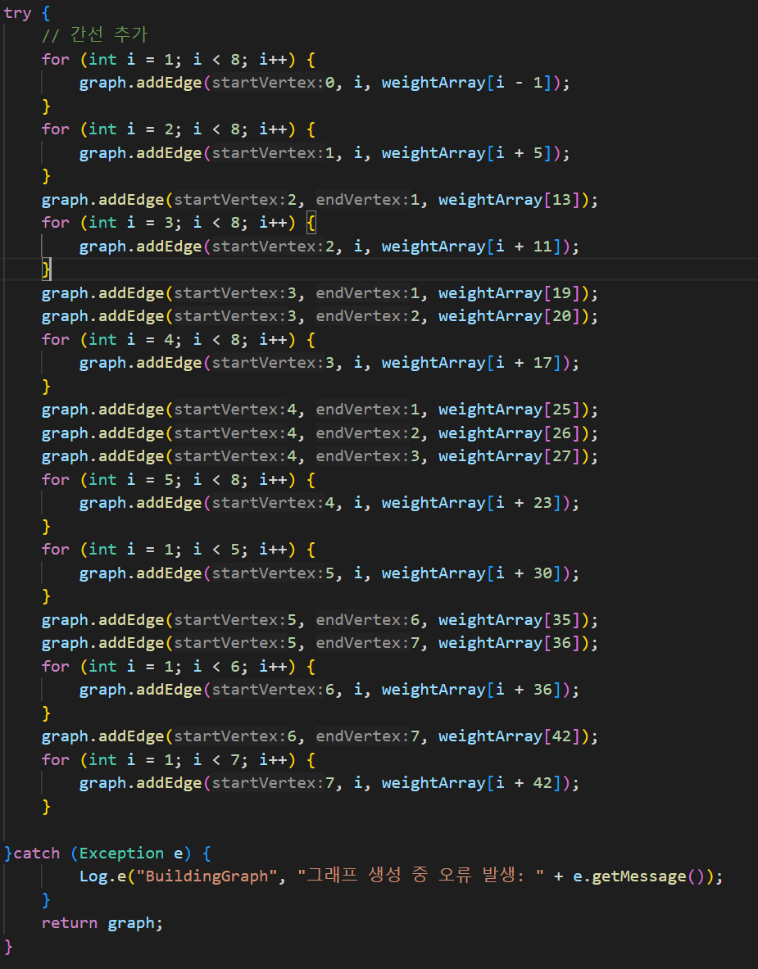 try {
    // 간선 추가
    for (int i = 1; i < 8; i++) {
        graph.addEdge(startVertex:0, i, weightArray[i - 1]);
    }
    for (int i = 2; i < 8; i++) {
        graph.addEdge(startVertex:1, i, weightArray[i + 5]);
    }
    graph.addEdge(startVertex:2, endVertex:1, weightArray[13]);
    for (int i = 3; i < 8; i++) {
        graph.addEdge(startVertex:2, i, weightArray[i + 11]);
    }
    graph.addEdge(startVertex:3, endVertex:1, weightArray[19]);
    graph.addEdge(startVertex:3, endVertex:2, weightArray[20]);
    for (int i = 4; i < 8; i++) {
        graph.addEdge(startVertex:3, i, weightArray[i + 17]);
    }
    graph.addEdge(startVertex:4, endVertex:1, weightArray[25]);
    graph.addEdge(startVertex:4, endVertex:2, weightArray[26]);
    graph.addEdge(startVertex:4, endVertex:3, weightArray[27]);
    for (int i = 5; i < 8; i++) {
        graph.addEdge(startVertex:4, i, weightArray[i + 23]);
    }
    for (int i = 1; i < 5; i++) {
        graph.addEdge(startVertex:5, i, weightArray[i + 30]);
    }
    graph.addEdge(startVertex:5, endVertex:6, weightArray[35]);
    graph.addEdge(startVertex:5, endVertex:7, weightArray[36]);
    for (int i = 1; i < 6; i++) {
        graph.addEdge(startVertex:6, i, weightArray[i + 36]);
    }
    graph.addEdge(startVertex:6, endVertex:7, weightArray[42]);
    for (int i = 1; i < 7; i++) {
        graph.addEdge(startVertex:7, i, weightArray[i + 42]);
    }

}catch (Exception e) {
        Log.e("BuildingGraph", "그래프 생성 중 오류 발생: " + e.getMessage());
    }
    return graph;
}